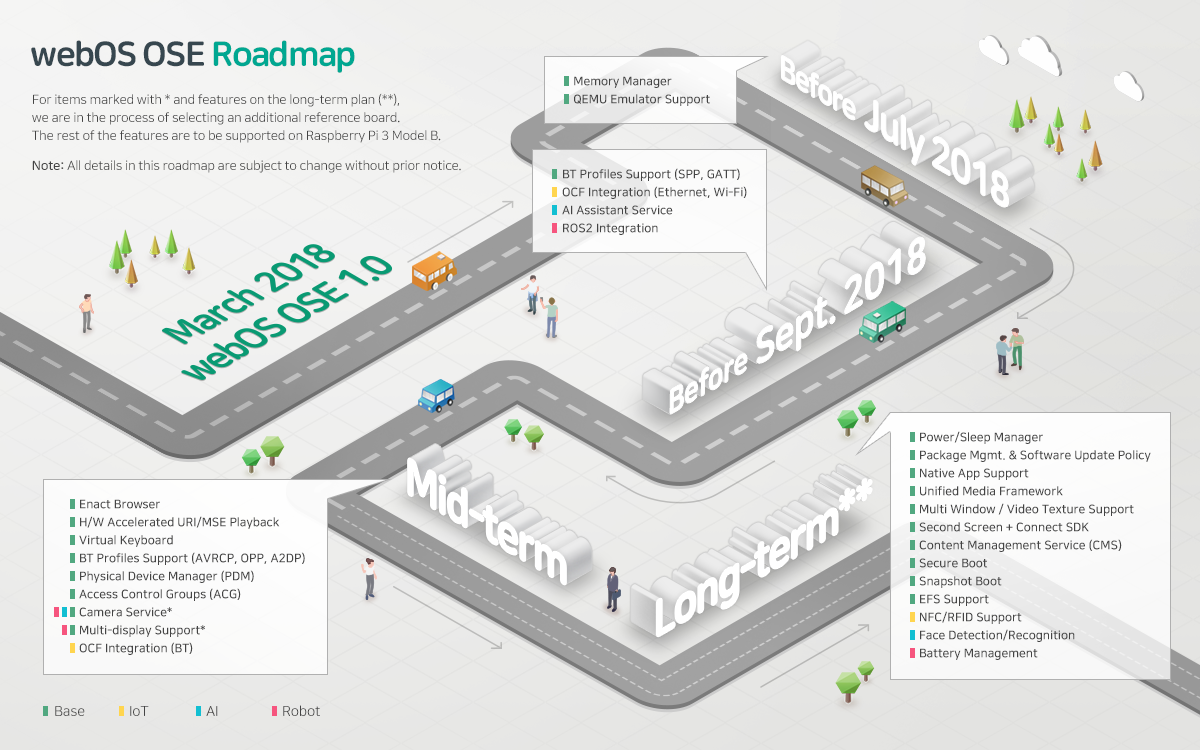 webOS OSE Roadmap
For items marked with * and features on the long-term plan (**),
we are in the process of selecting an additional reference board.
The rest of the features are to be supported on Raspberry Pi 3 Model B.
Note: All details in this roadmap are subject to change without prior notice.
March 2018
webOS OSE 1.0
Memory Manager
QEMU Emulator Support
Before July 2018
BT Profiles Support (SPP, GATT)
OCF Integration (Ethernet, Wi-Fi)
AI Assistant Service
ROS2 Integration
Before Sept. 2018
Enact Browser
H/W Accelerated URI/MSE Playback
Virtual Keyboard
BT Profiles Support (AVRCP, OPP, A2DP)
Physical Device Manager (PDM)
Access Control Groups (ACG)
Camera Service*
Multi-display Support*
OCF Integration (BT)
Mid-term
Long-term**
Power/Sleep Manager
Package Mgmt. & Software Update Policy
Native App Support
Unified Media Framework
Multi Window / Video Texture Support
Second Screen + Connect SDK
Content Management Service (CMS)
Secure Boot
Snapshot Boot
EFS Support
NFC/RFID Support
Face Detection/Recognition
Battery Management
Base IoT AI Robot